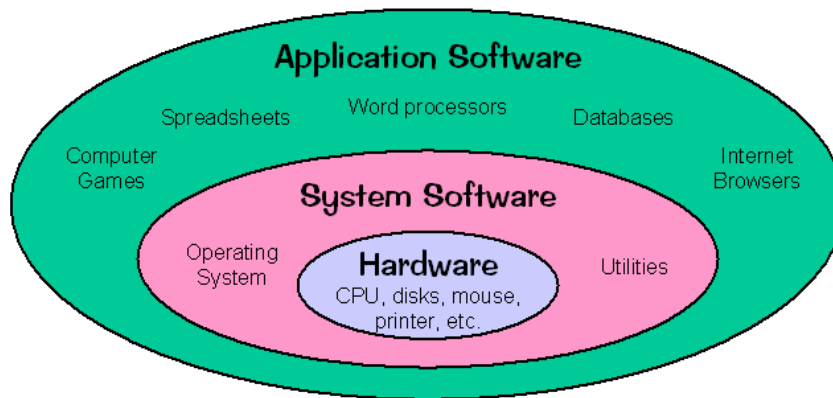 Application Software
Word processors
Spreadsheets
Databases
Computer
Games
Internet
Browsers
System Software
Operating
System
Utilities
Hardware
CPU, disks, mouse,
printer, etc.